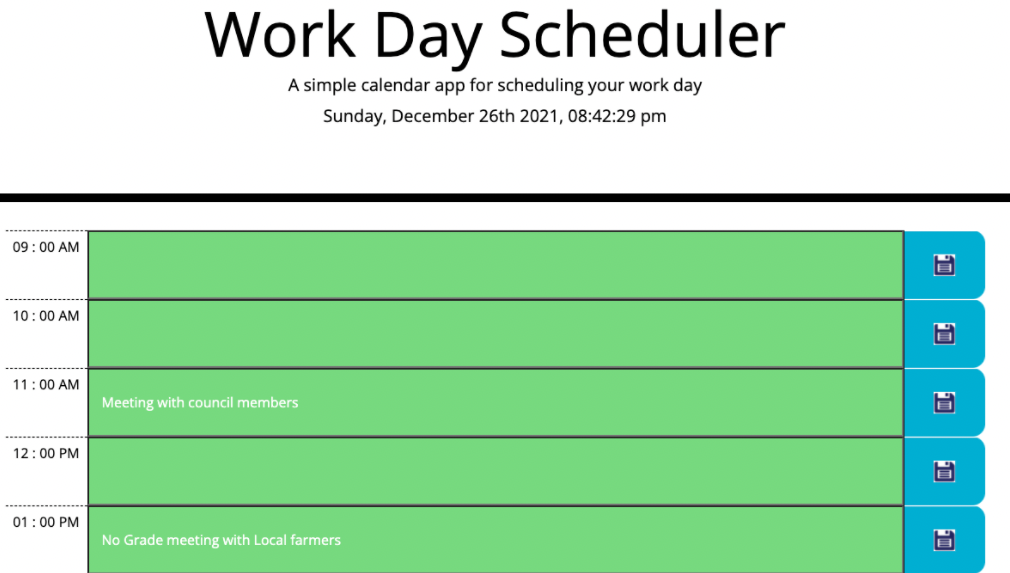 Work Day Scheduler
A simple calendar app for scheduling your work day
Sunday, December 26th 2021, 08:42:29 pm
09 : 00 AM
10 : 00 AM
11 : 00 AM
Meeting with council members
12 : 00 PM
01 : 00 PM
No Grade meeting with Local farmers